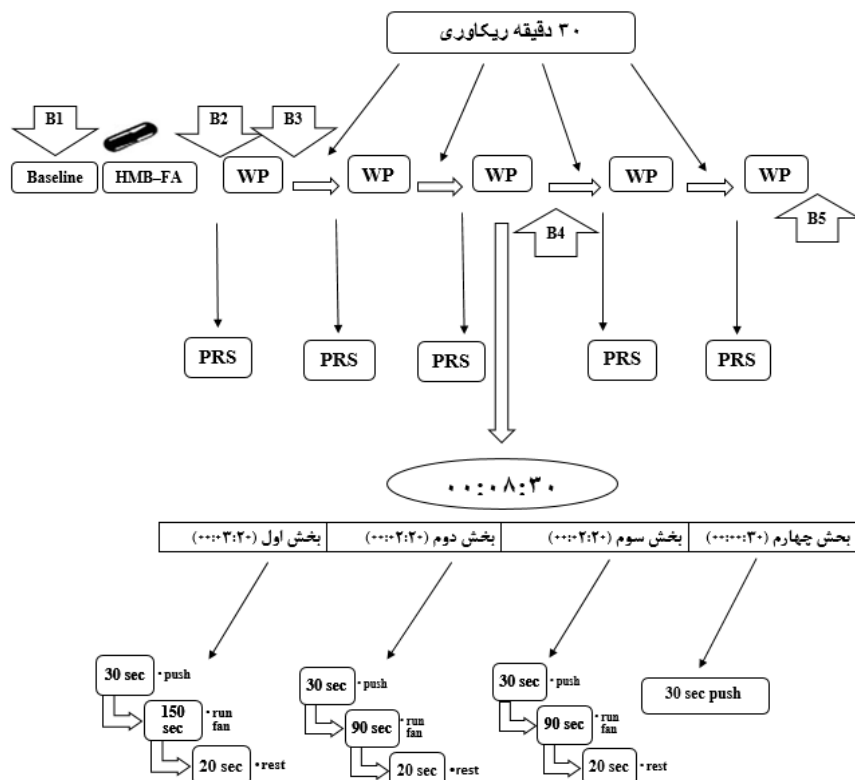 ۳۰ دقیقه ریکاوری
B1
B2
B3
Baseline
HMB–FA
WP
WP
WP
WP
WP
B4
B5
PRS
PRS
PRS
PRS
PRS
۰۰:۰۸:۳۰
بخش اول (۰۰:۰۳:۲۰)
بخش دوم (۰۰:۰۲:۲۰)
بخش سوم (۰۰:۰۲:۲۰)
بحش چهارم (۰۰:۰۰:۳۰)
30 sec
•push
150
sec
•run
fan
20 sec
•rest
30 sec
•push
90 sec
•run
fan
20 sec
•rest
30 sec
•push
90 sec
•run
fan
20 sec
•rest
30 sec push